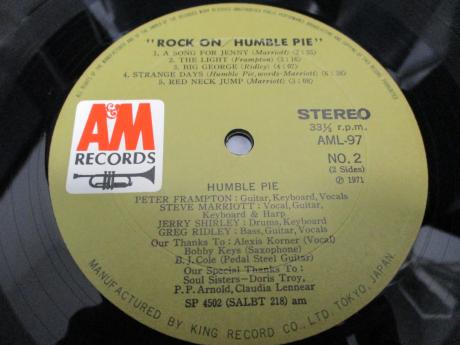 "ROCK ON/HUMBLE PIE"
1. A SONG FOR JENNY (Marriott) (2:35)
2. THE LIGHT (Frampton) (3:16)
3. BIG GEORGE (Ridley) (4:07)
5. STRANGE DAYS (Humble Pie, words-Marriott) (6:36)
5. RED NECK JUMP (Marriott) (3:08)
A&M
RECORDS
STEREO
33⅓ r.p.m.
AML-97
NO. 2
(2 Sides)
Ⓟ 1971
HUMBLE PIE
PETER FRAMPTON: Guitar, Keyboard, Vocals
STEVE MARRIOTT: Vocal, Guitar,
Keyboard & Harp
JERRY SHIRLEY: Drums, Keyboard
GREG RIDLEY: Bass, Guitar, Vocals
Our Thanks To: Alexis Korner (Vocal)
Bobby Keys (Saxophone)
B. J. Cole (Pedal Steel Guitar)
Our Special Thanks To:
Soul Sisters-Doris Troy,
P. P. Arnold, Claudia Lennear
SP 4502 (SALBT 218) am
MANUFACTURED BY KING RECORD CO., LTD. TOKYO, JAPAN.